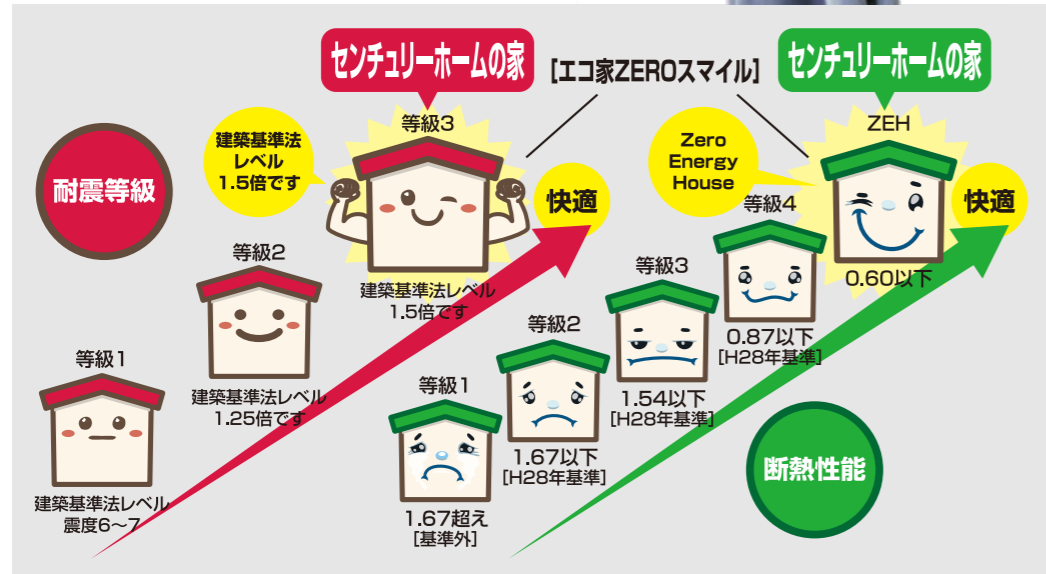 センチュリーホームの家
[エコ家ZEROスマイル]
センチュリーホームの家
耐震等級
建築基準法
レベル
1.5倍です
等級3
快適
建築基準法レベル
1.5倍です
等級2
建築基準法レベル
1.25倍です
等級1
建築基準法レベル
震度6〜7
Zero
Energy
House
ZEH
快適
0.60以下
等級4
0.87以下
[H28年基準]
等級3
1.54以下
[H28年基準]
等級2
1.67以下
[H28年基準]
等級1
1.67超え
[基準外]
断熱性能